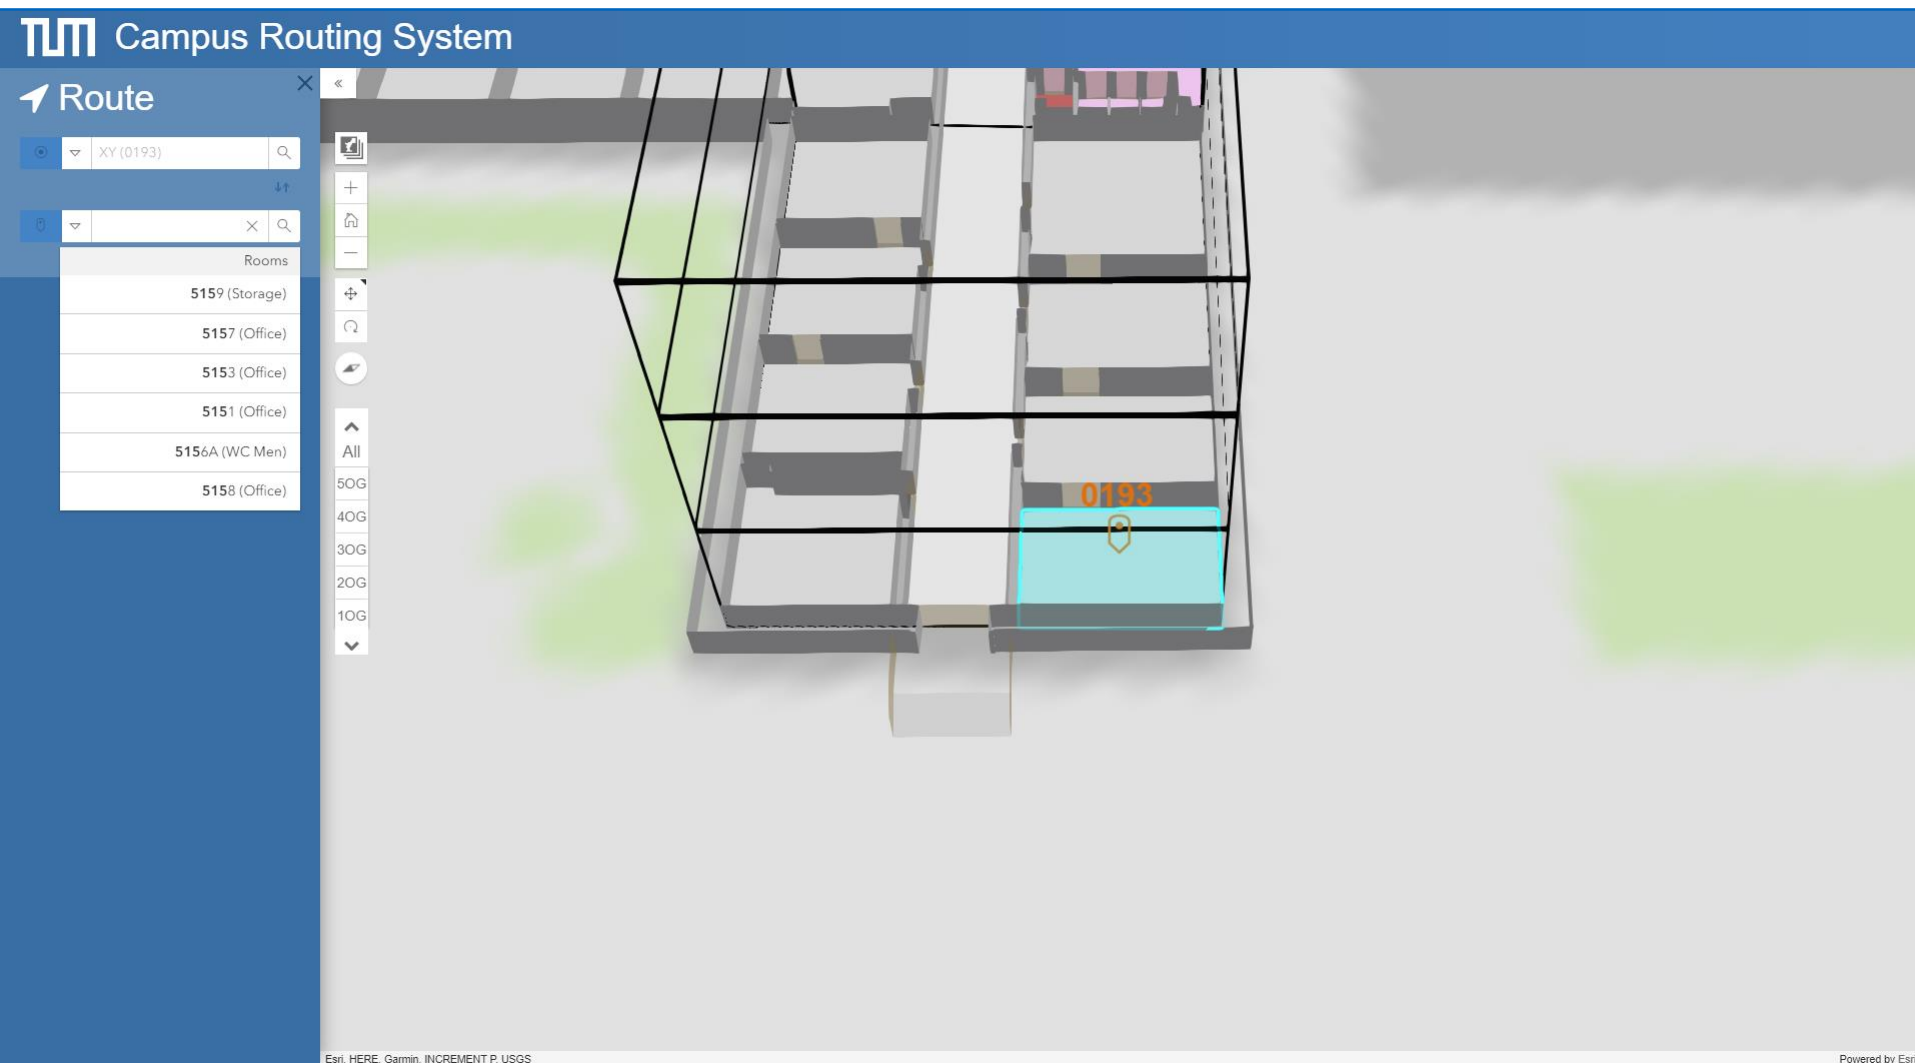 TUM Campus Routing System
Route
«
XY (0193)
Rooms
5159 (Storage)
5157 (Office)
5153 (Office)
5151 (Office)
5156A (WC Men)
5158 (Office)
All
5OG
4OG
3OG
2OG
1OG
0193
Esri, HERE, Garmin, INCREMENT P, USGS
Powered by Esri